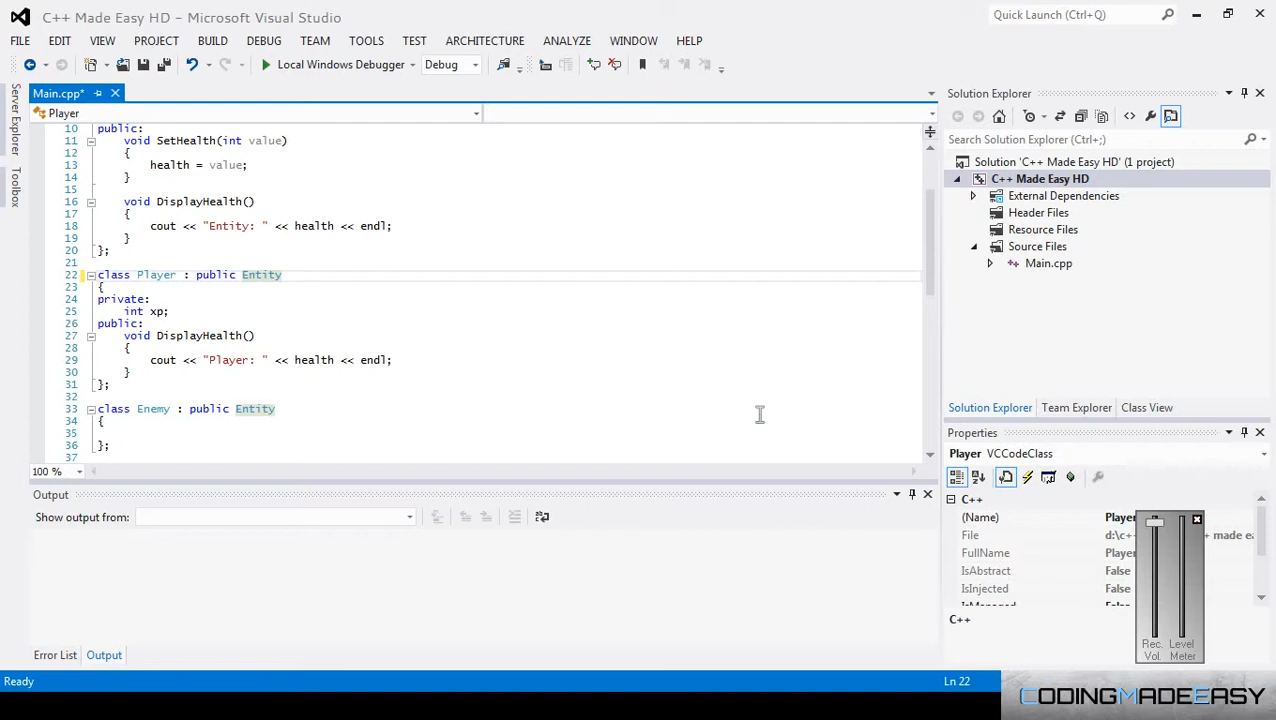 C++ Made Easy HD - Microsoft Visual Studio
Quick Launch (Ctrl+Q)
FILE EDIT VIEW PROJECT BUILD DEBUG TEAM TOOLS TEST ARCHITECTURE ANALYZE WINDOW HELP
Local Windows Debugger Debug
Server Explorer
Toolbox
Main.cpp*
Player
10 public:
11 void SetHealth(int value)
12 {
13 health = value;
14 }
15
16 void DisplayHealth()
17 {
18 cout << "Entity: " << health << endl;
19 }
20 };
21
22 class Player : public Entity
23 {
24 private:
25 int xp;
26 public:
27 void DisplayHealth()
28 {
29 cout << "Player: " << health << endl;
30 }
31 };
32
33 class Enemy : public Entity
34 {
35
36 };
37
100 %
Output
Show output from:
Error List Output
Solution Explorer
Search Solution Explorer (Ctrl+;)
Solution 'C++ Made Easy HD' (1 project)
C++ Made Easy HD
External Dependencies
Header Files
Resource Files
Source Files
Main.cpp
Solution Explorer Team Explorer Class View
Properties
Player VCCodeClass
C++
(Name) Player
File d:\c++ made ea
FullName Player
IsAbstract False
IsInjected False
IsManaged False
C++
Rec. Vol.
Level Meter
Ready
Ln 22
CODINGMADEEASY